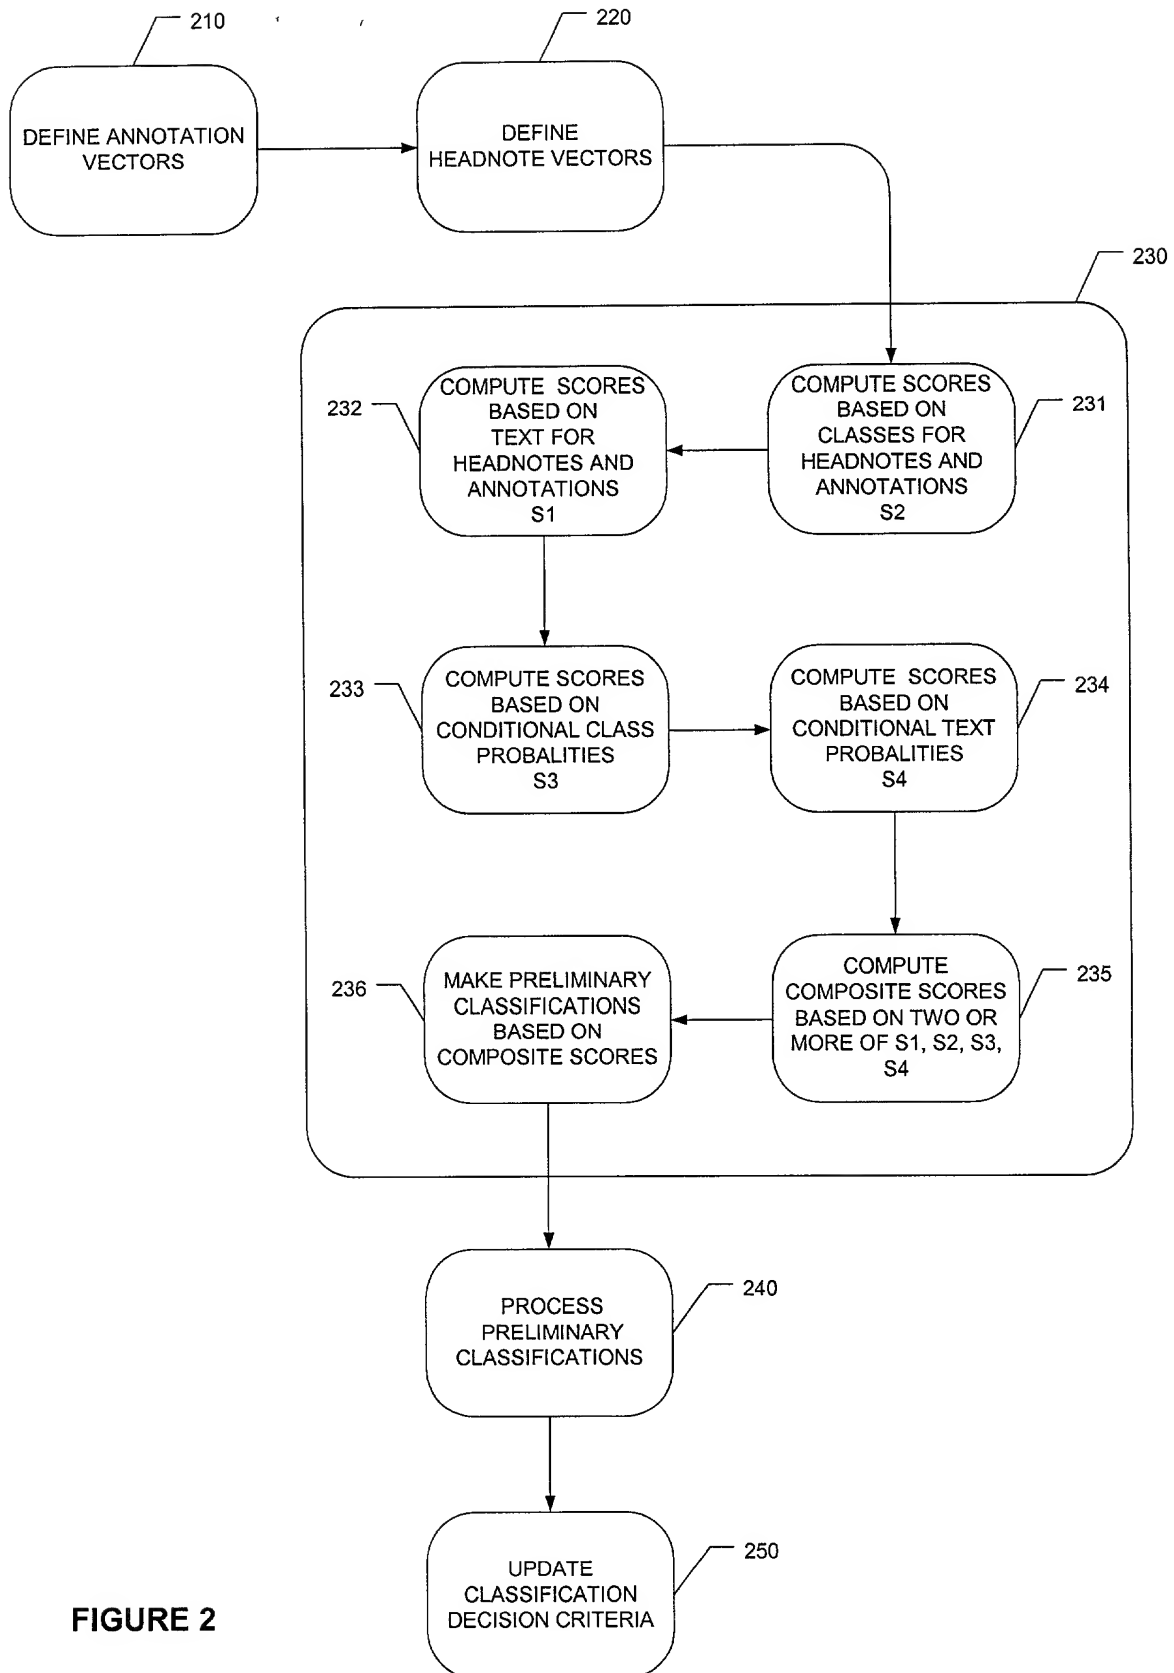 210
220
DEFINE ANNOTATION
VECTORS
DEFINE
HEADNOTE VECTORS
230
232
COMPUTE SCORES
BASED ON
TEXT FOR
HEADNOTES AND
ANNOTATIONS
S1
COMPUTE SCORES
BASED ON
CLASSES FOR
HEADNOTES AND
ANNOTATIONS
S2
231
233
COMPUTE SCORES
BASED ON
CONDITIONAL CLASS
PROBALITIES
S3
COMPUTE SCORES
BASED ON
CONDITIONAL TEXT
PROBALITIES
S4
234
236
MAKE PRELIMINARY
CLASSIFICATIONS
BASED ON
COMPOSITE SCORES
COMPUTE
COMPOSITE SCORES
BASED ON TWO OR
MORE OF S1, S2, S3,
S4
235
PROCESS
PRELIMINARY
CLASSIFICATIONS
240
UPDATE
CLASSIFICATION
DECISION CRITERIA
250
FIGURE 2